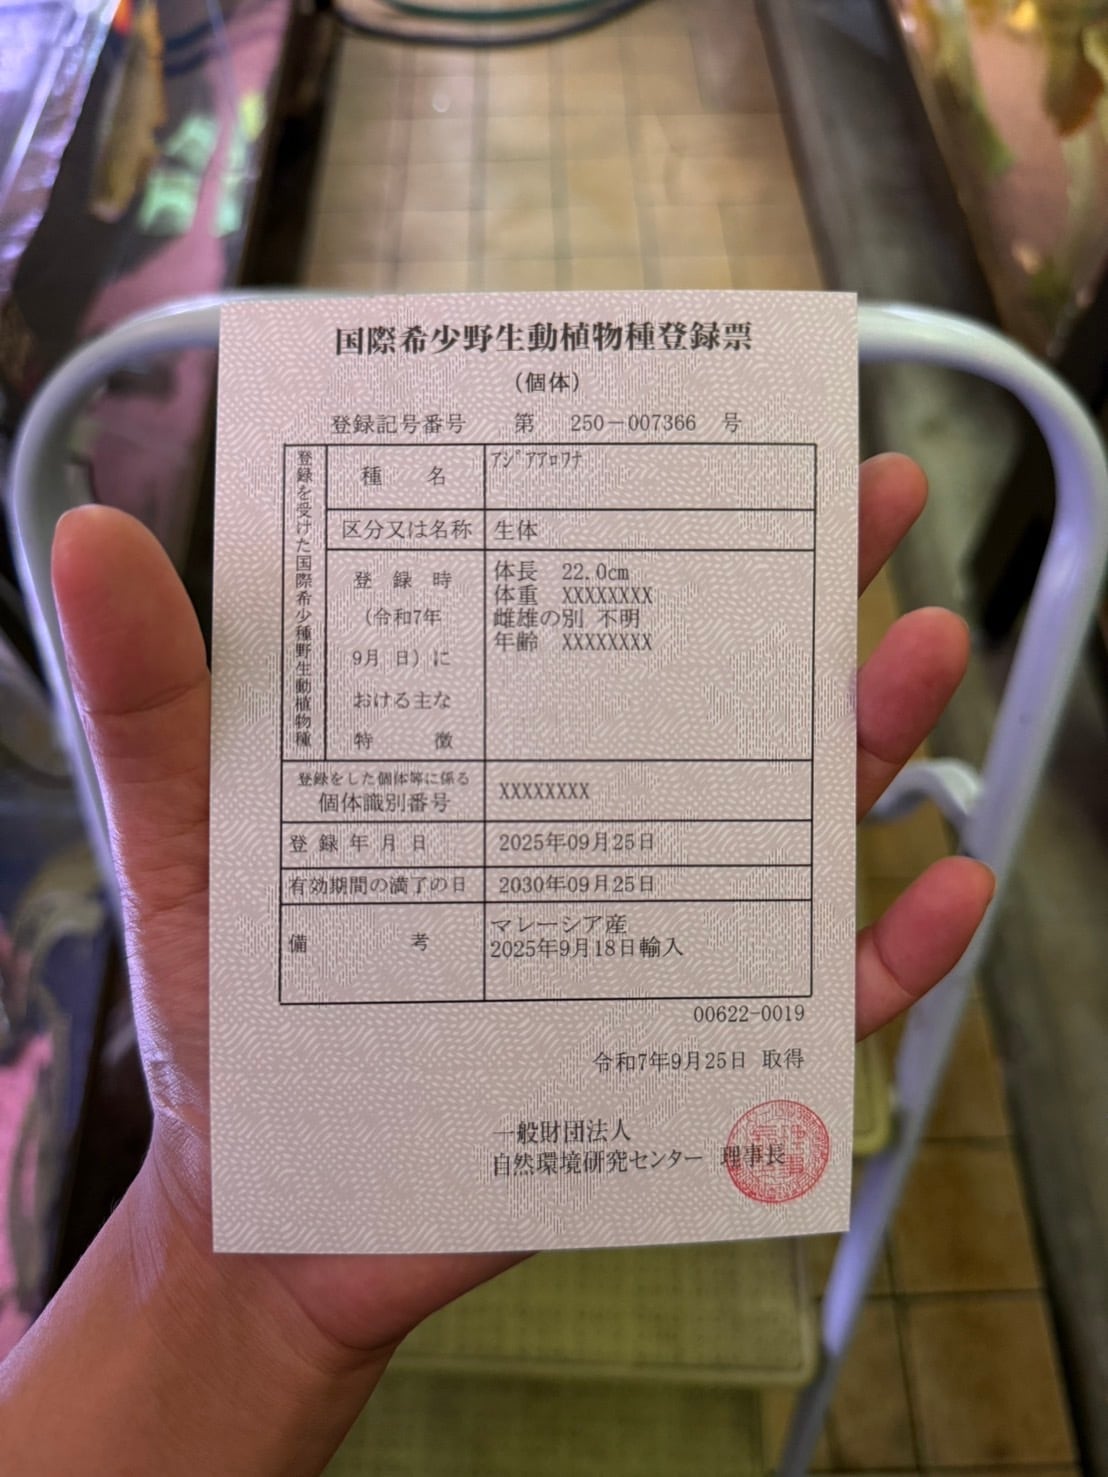 国際希少野生動植物種登録票
（個体）
登録記号番号 第 250－007366 号
登録を受けた国際希少種野生動植物種
種 名
ｱｼﾞｱｱﾛﾜﾅ
区分又は名称
生体
登 録 時
（令和7年
9月 日）に
おける主な
特 徴
体長 22.0cm
体重 XXXXXXXX
雌雄の別 不明
年齢 XXXXXXXX
登録をした個体等に係る
個体識別番号
XXXXXXXX
登 録 年 月 日
2025年09月25日
有効期間の満了の日
2030年09月25日
備 考
マレーシア産
2025年9月18日輸入
00622-0019
令和7年9月25日 取得
一般財団法人
自然環境研究センター 理事長